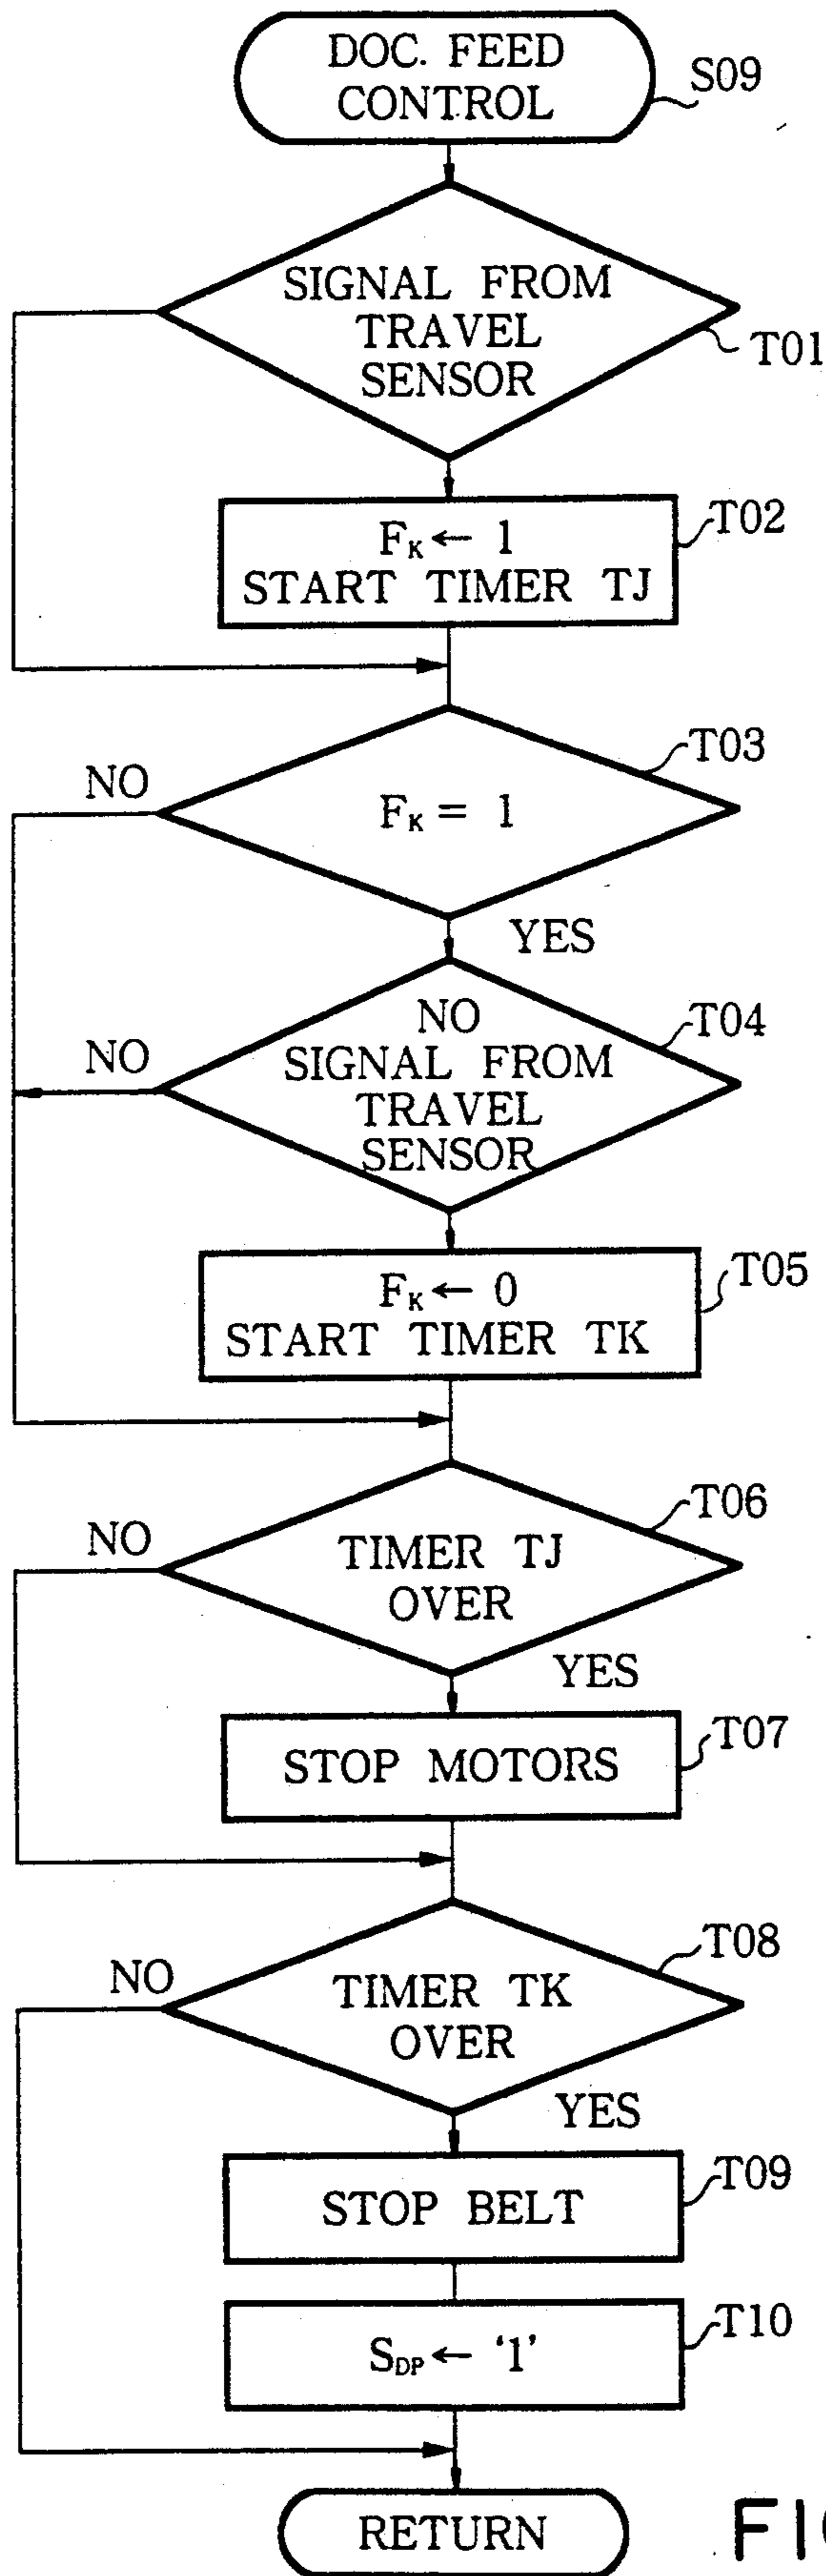 DOC. FEED
CONTROL
S09
SIGNAL FROM
TRAVEL
SENSOR
T01
T02
FK ← 1
START TIMER TJ
T03
NO
FK = 1
YES
T04
NO
NO
SIGNAL FROM
TRAVEL
SENSOR
T05
FK ← 0
START TIMER TK
T06
NO
TIMER TJ
OVER
YES
T07
STOP MOTORS
T08
NO
TIMER TK
OVER
YES
T09
STOP BELT
T10
SDP ← ‘1’
RETURN